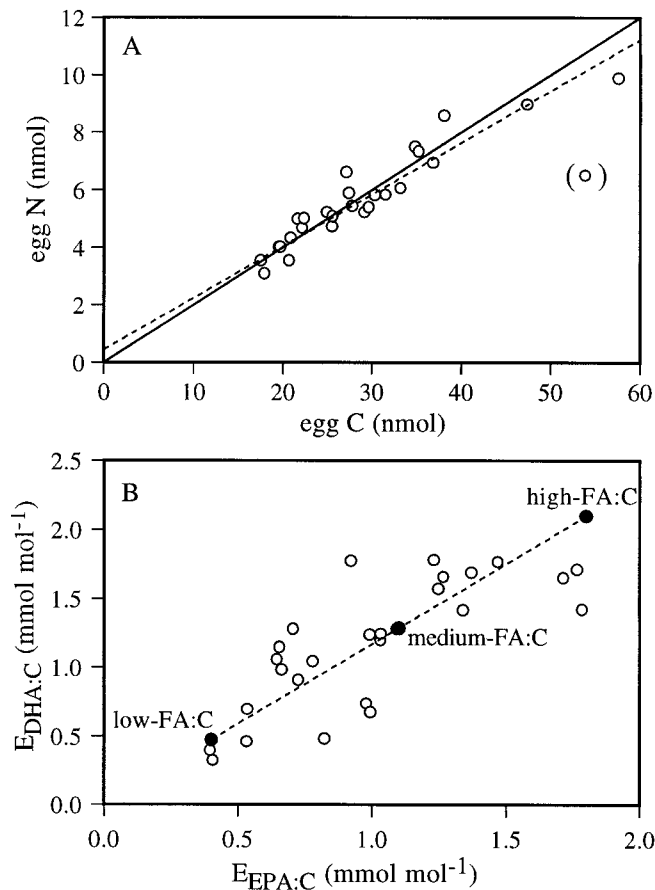 A
12
10
8
6
4
2
0
egg N (nmol)
( )
0 10 20 30 40 50 60
egg C (nmol)
B
2.5
2.0
1.5
1.0
0.5
0.0
E_DHA:C (mmol mol⁻¹)
high-FA:C
medium-FA:C
low-FA:C
0.0 0.5 1.0 1.5 2.0
E_EPA:C (mmol mol⁻¹)